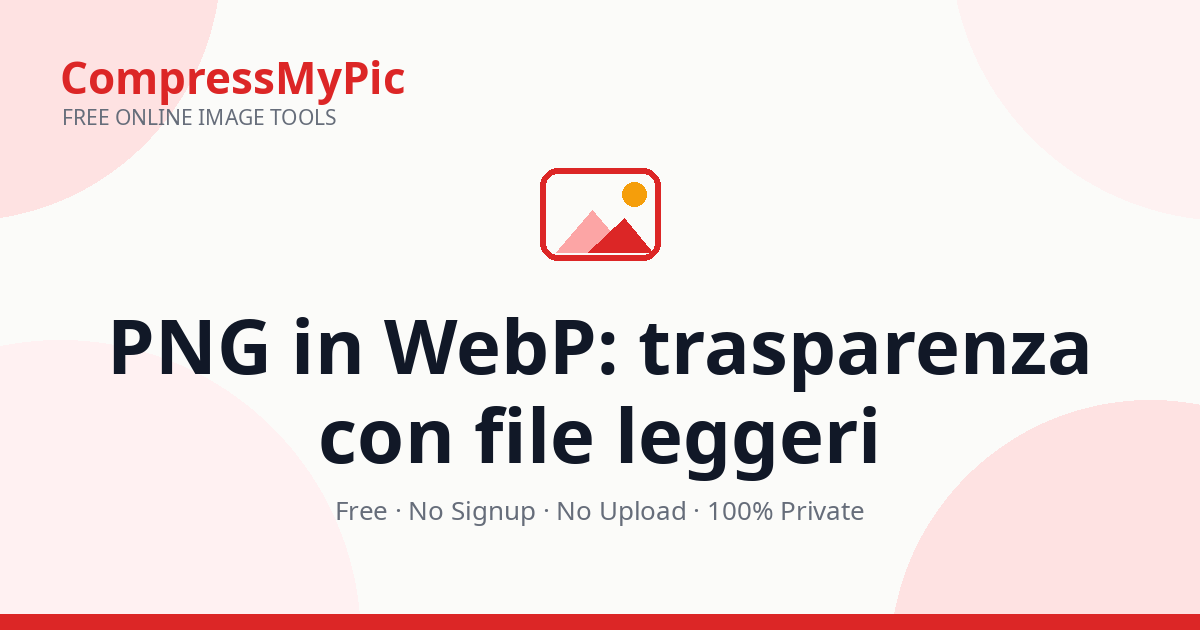 CompressMyPic
FREE ONLINE IMAGE TOOLS
PNG in WebP: trasparenza
con file leggeri
Free · No Signup · No Upload · 100% Private